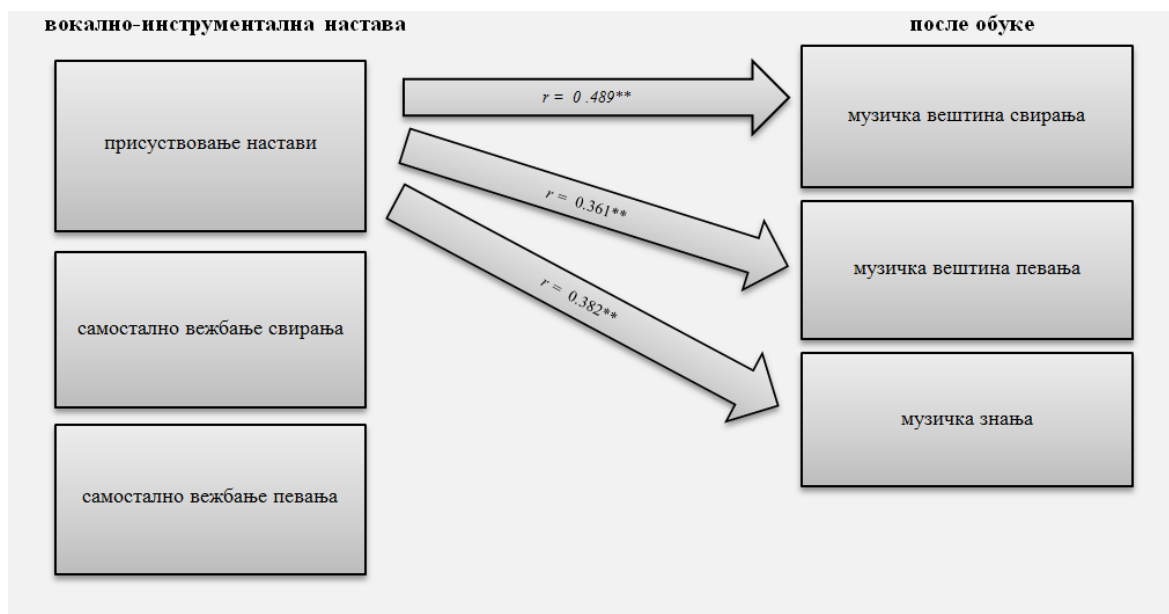 вокално-инструментална настава
после обуке
присуствовање настави
r = 0 .489**
музичка вештина свирања
r = 0.361**
музичка вештина певања
самостално вежбање свирања
r = 0.382**
музичка знања
самостално вежбање певања